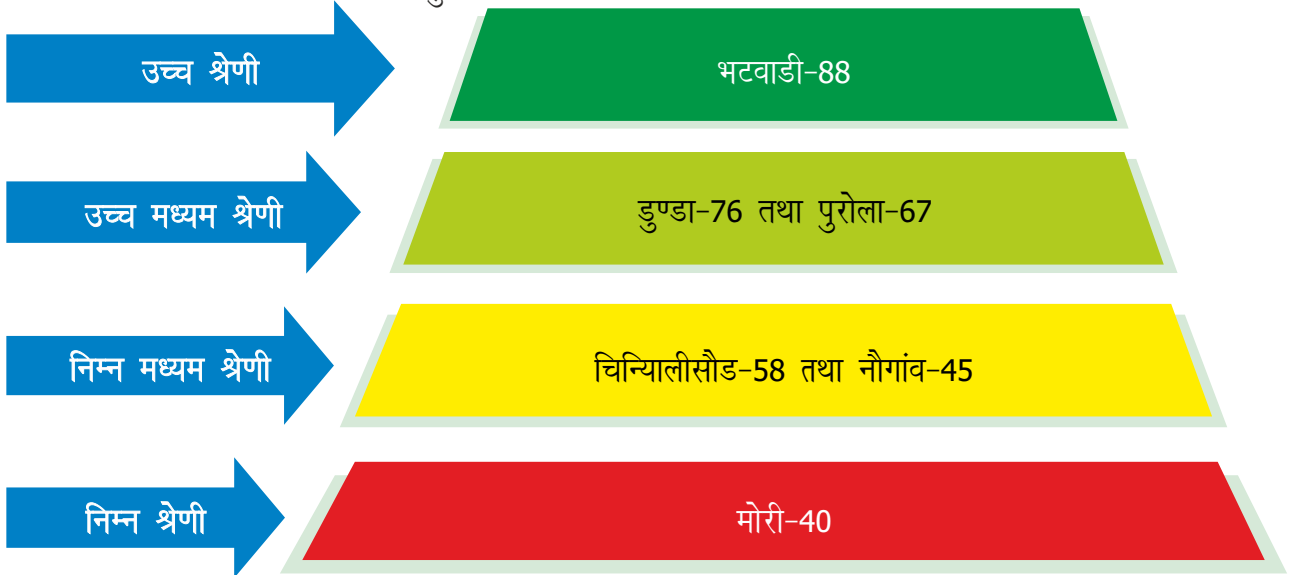 उच्च श्रेणी
भटवाडी-88
उच्च मध्यम श्रेणी
डुण्डा-76 तथा पुरोला-67
निम्न मध्यम श्रेणी
चिन्यिालीसौड-58 तथा नौगांव-45
निम्न श्रेणी
मोरी-40